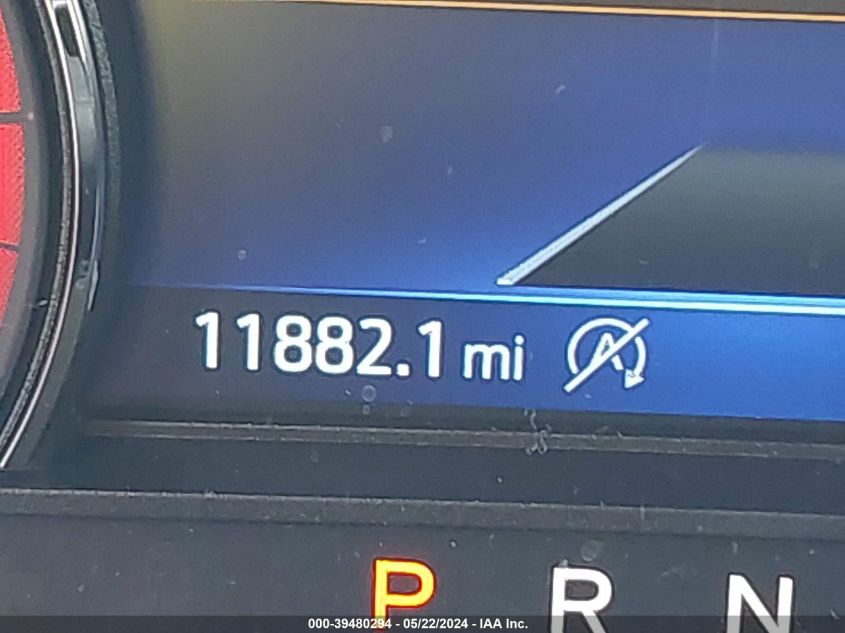 11882.1 mi A
P R N
000-39480294 - 05/22/2024 - IAA Inc.